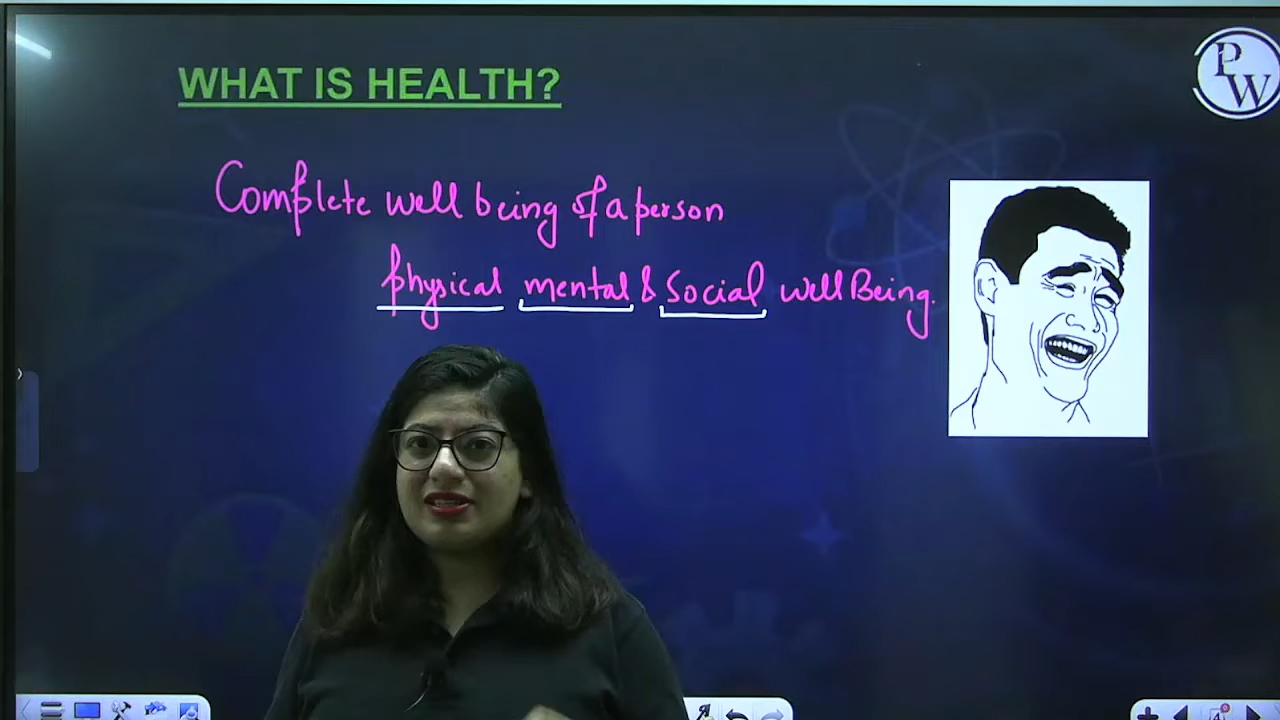 WHAT IS HEALTH?
PW
Complete well being of a person
physical mental & Social well Being.